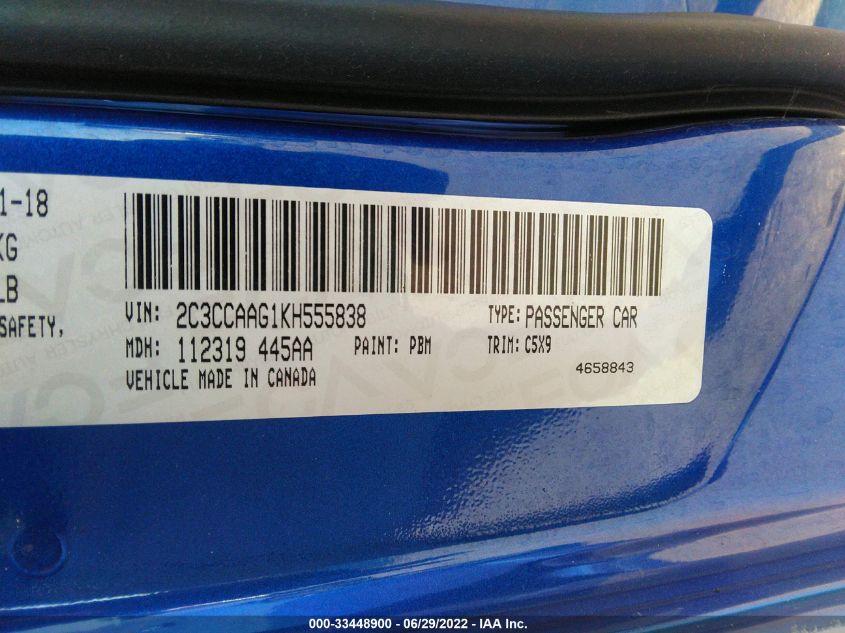 1-18
KG
LB
SAFETY,
VIN: 2C3CCAAG1KH555838 TYPE: PASSENGER CAR
MDH: 112319 445AA PAINT: PBM TRIM: C5X9
VEHICLE MADE IN CANADA 4658843
000-33448900 - 06/29/2022 - IAA Inc.